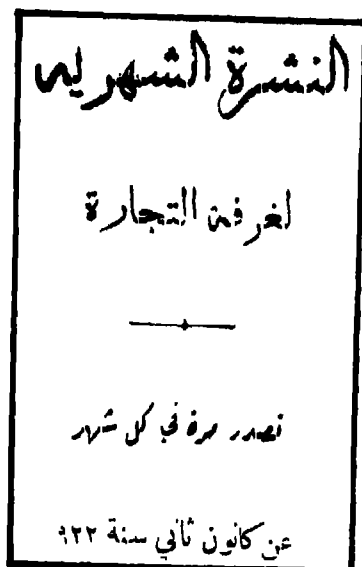 النشرة الشهرية
لغرفة التجارة
تصدر مرة في كل شهر
عن كانون ثاني سنة ٩٢٢